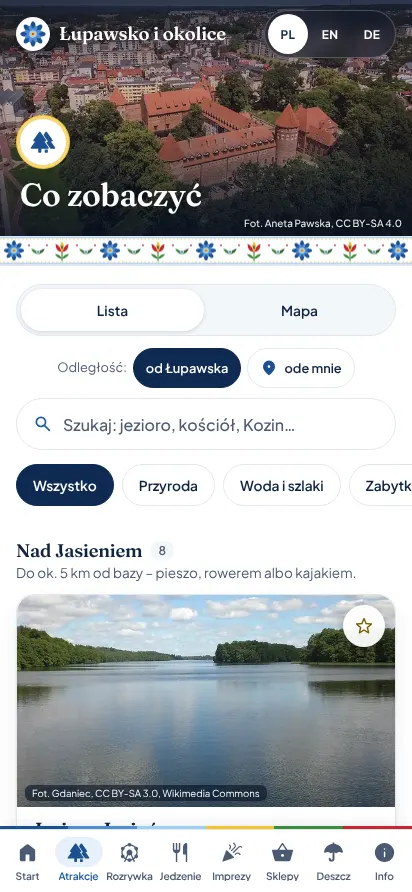 Łupawsko i okolice
PL EN DE
Co zobaczyć
Fot. Aneta Pawska, CC BY-SA 4.0
Lista Mapa
Odległość: od Łupawska ode mnie
Szukaj: jezioro, kościół, Kozin...
Wszystko Przyroda Woda i szlaki Zabytk
Nad Jasieniem 8
Do ok. 5 km od bazy – pieszo, rowerem albo kajakiem.
Fot. Gdaniec, CC BY-SA 3.0, Wikimedia Commons
Start Atrakcje Rozrywka Jedzenie Imprezy Sklepy Deszcz Info